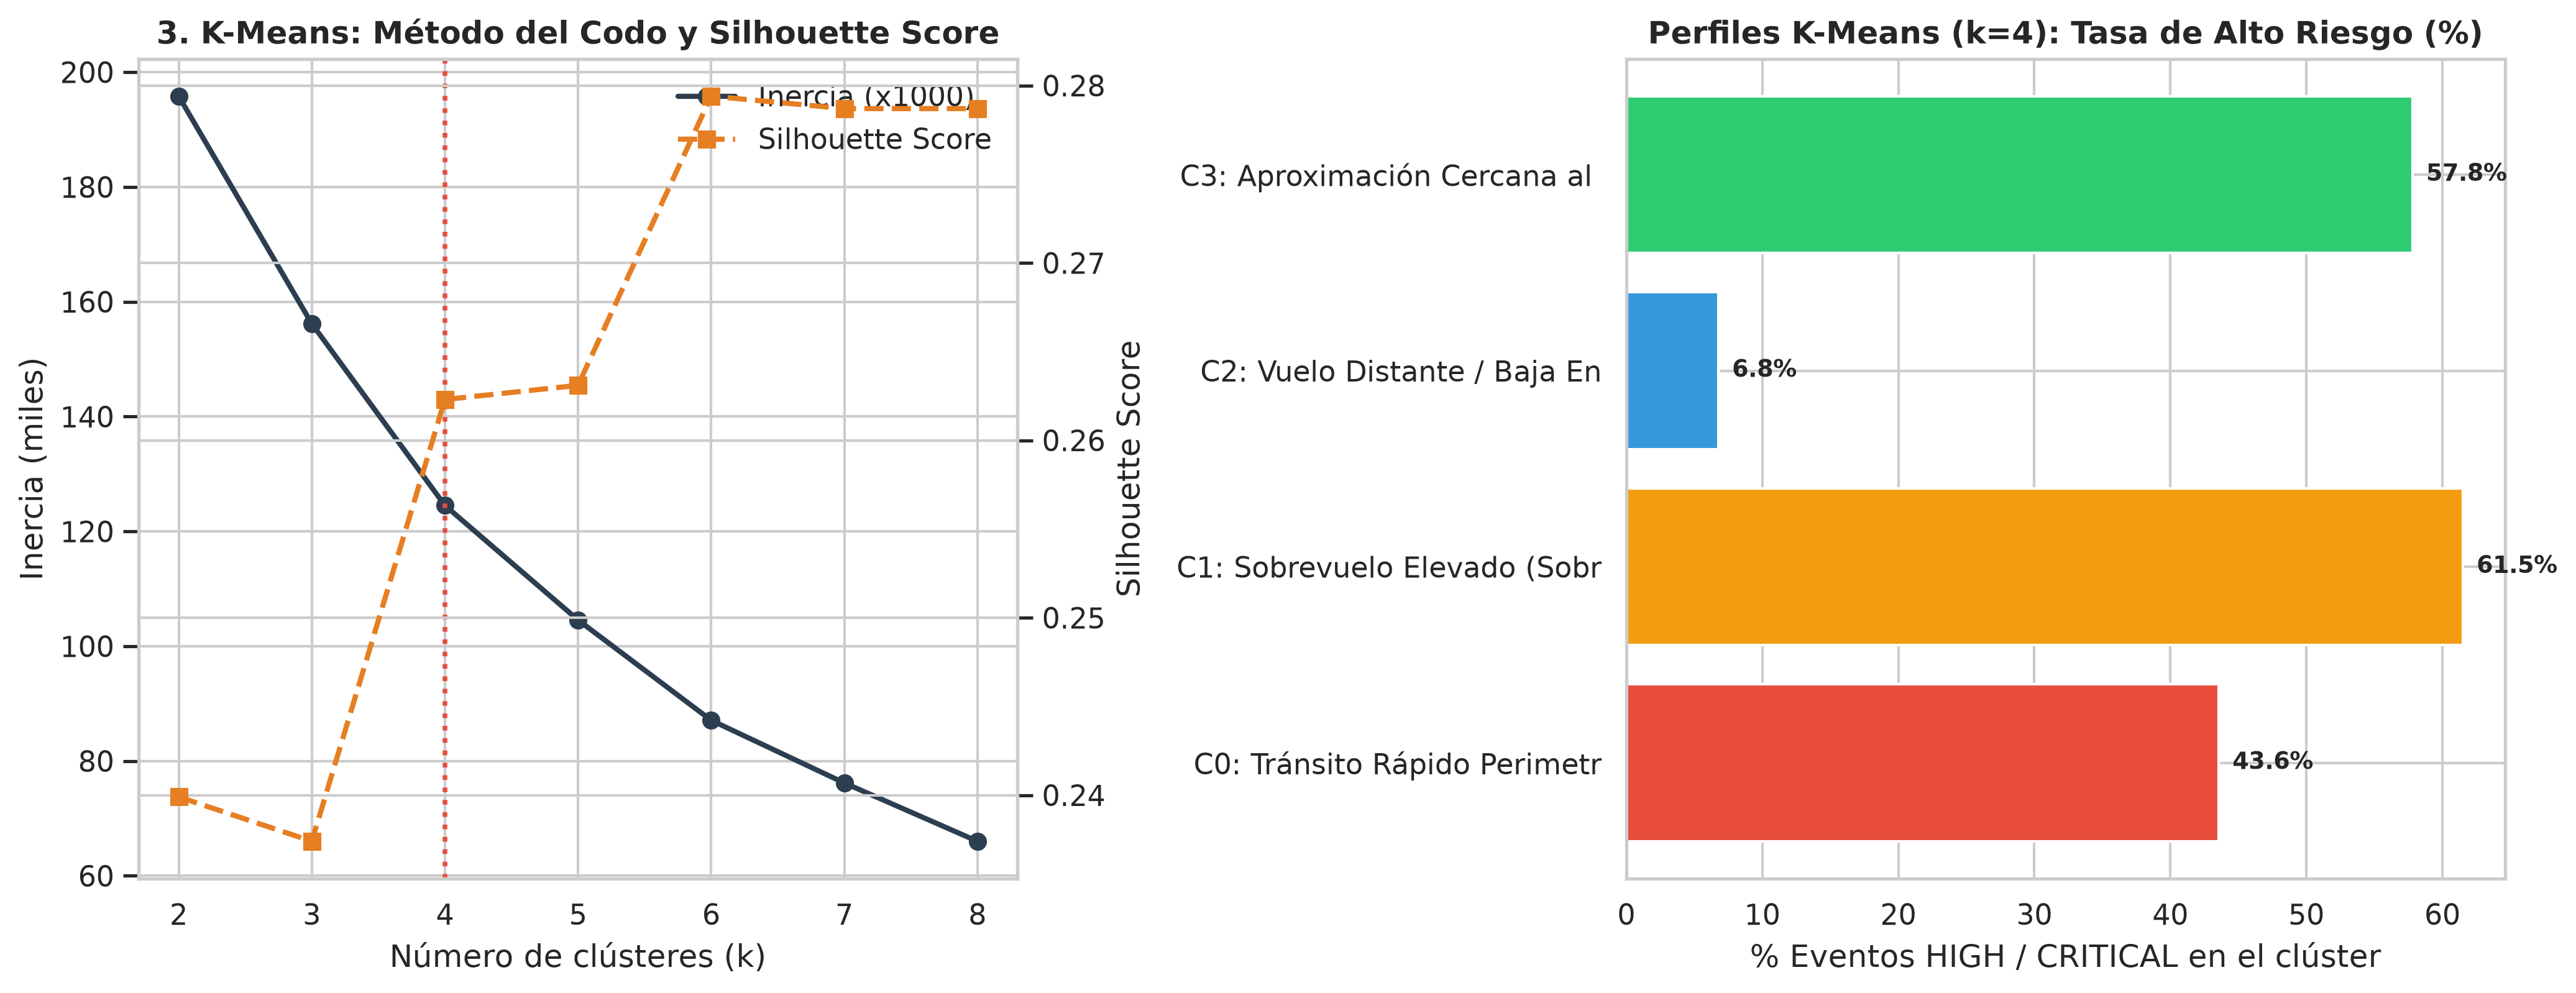 3. K-Means: Método del Codo y Silhouette Score
200
180
160
140
120
100
80
60
Inercia (miles)
2 3 4 5 6 7 8
Número de clústeres (k)
0.28
0.27
0.26
0.25
0.24
Silhouette Score
Inercia (x1000)
Silhouette Score
Perfiles K-Means (k=4): Tasa de Alto Riesgo (%)
C3: Aproximación Cercana al
57.8%
C2: Vuelo Distante / Baja En
6.8%
C1: Sobrevuelo Elevado (Sobr
61.5%
C0: Tránsito Rápido Perimetr
43.6%
0 10 20 30 40 50 60
% Eventos HIGH / CRITICAL en el clúster